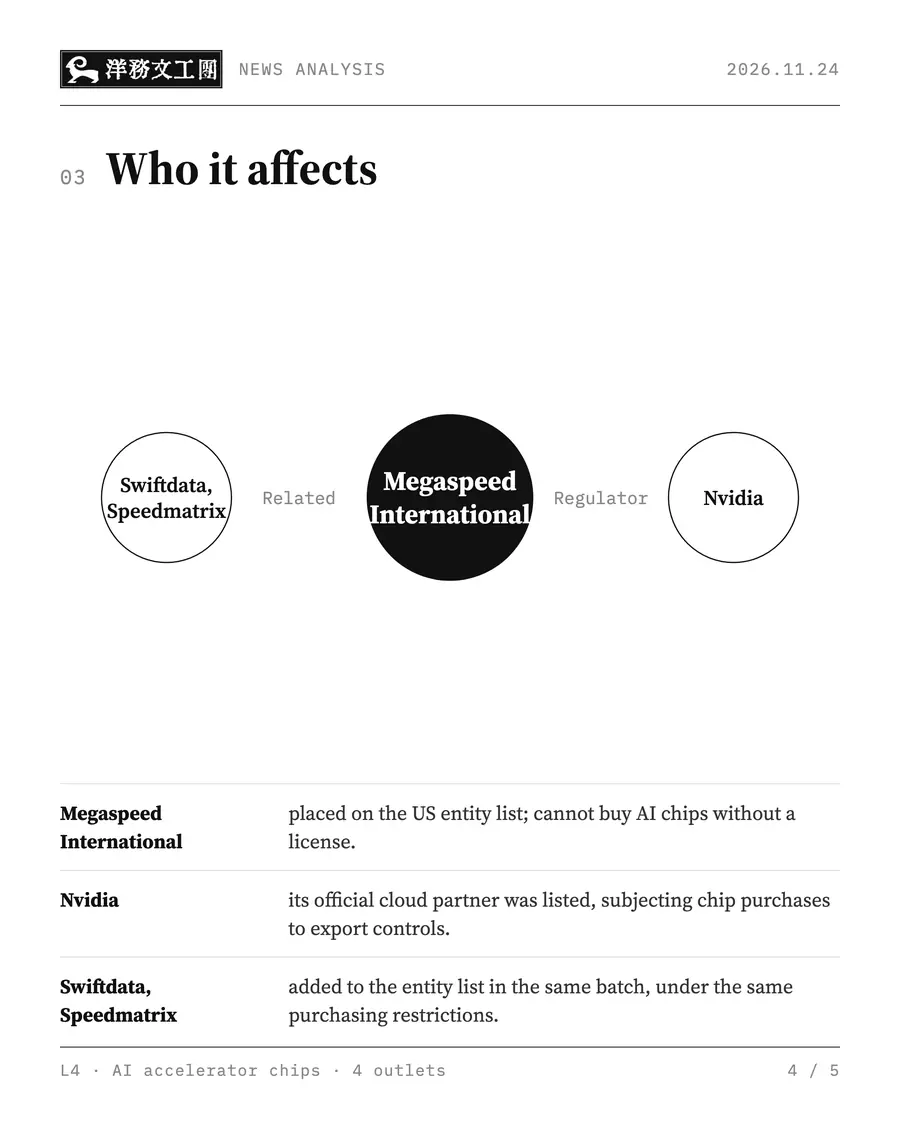 洋務文工團 NEWS ANALYSIS 2026.11.24
03 Who it affects
Swiftdata,
Speedmatrix
Related
Megaspeed
International
Regulator
Nvidia
Megaspeed
International
placed on the US entity list; cannot buy AI chips without a
license.
Nvidia
its official cloud partner was listed, subjecting chip purchases
to export controls.
Swiftdata,
Speedmatrix
added to the entity list in the same batch, under the same
purchasing restrictions.
L4 · AI accelerator chips · 4 outlets 4 / 5